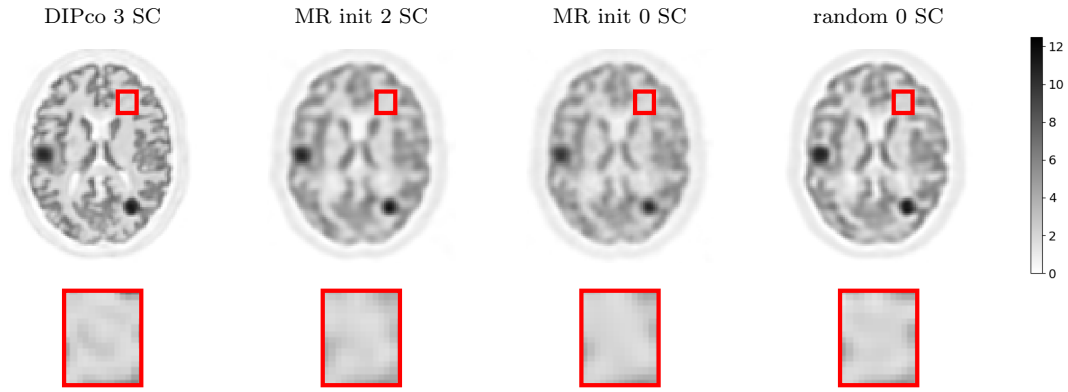 DIPco 3 SC
MR init 2 SC
MR init 0 SC
random 0 SC
12
10
8
6
4
2
0